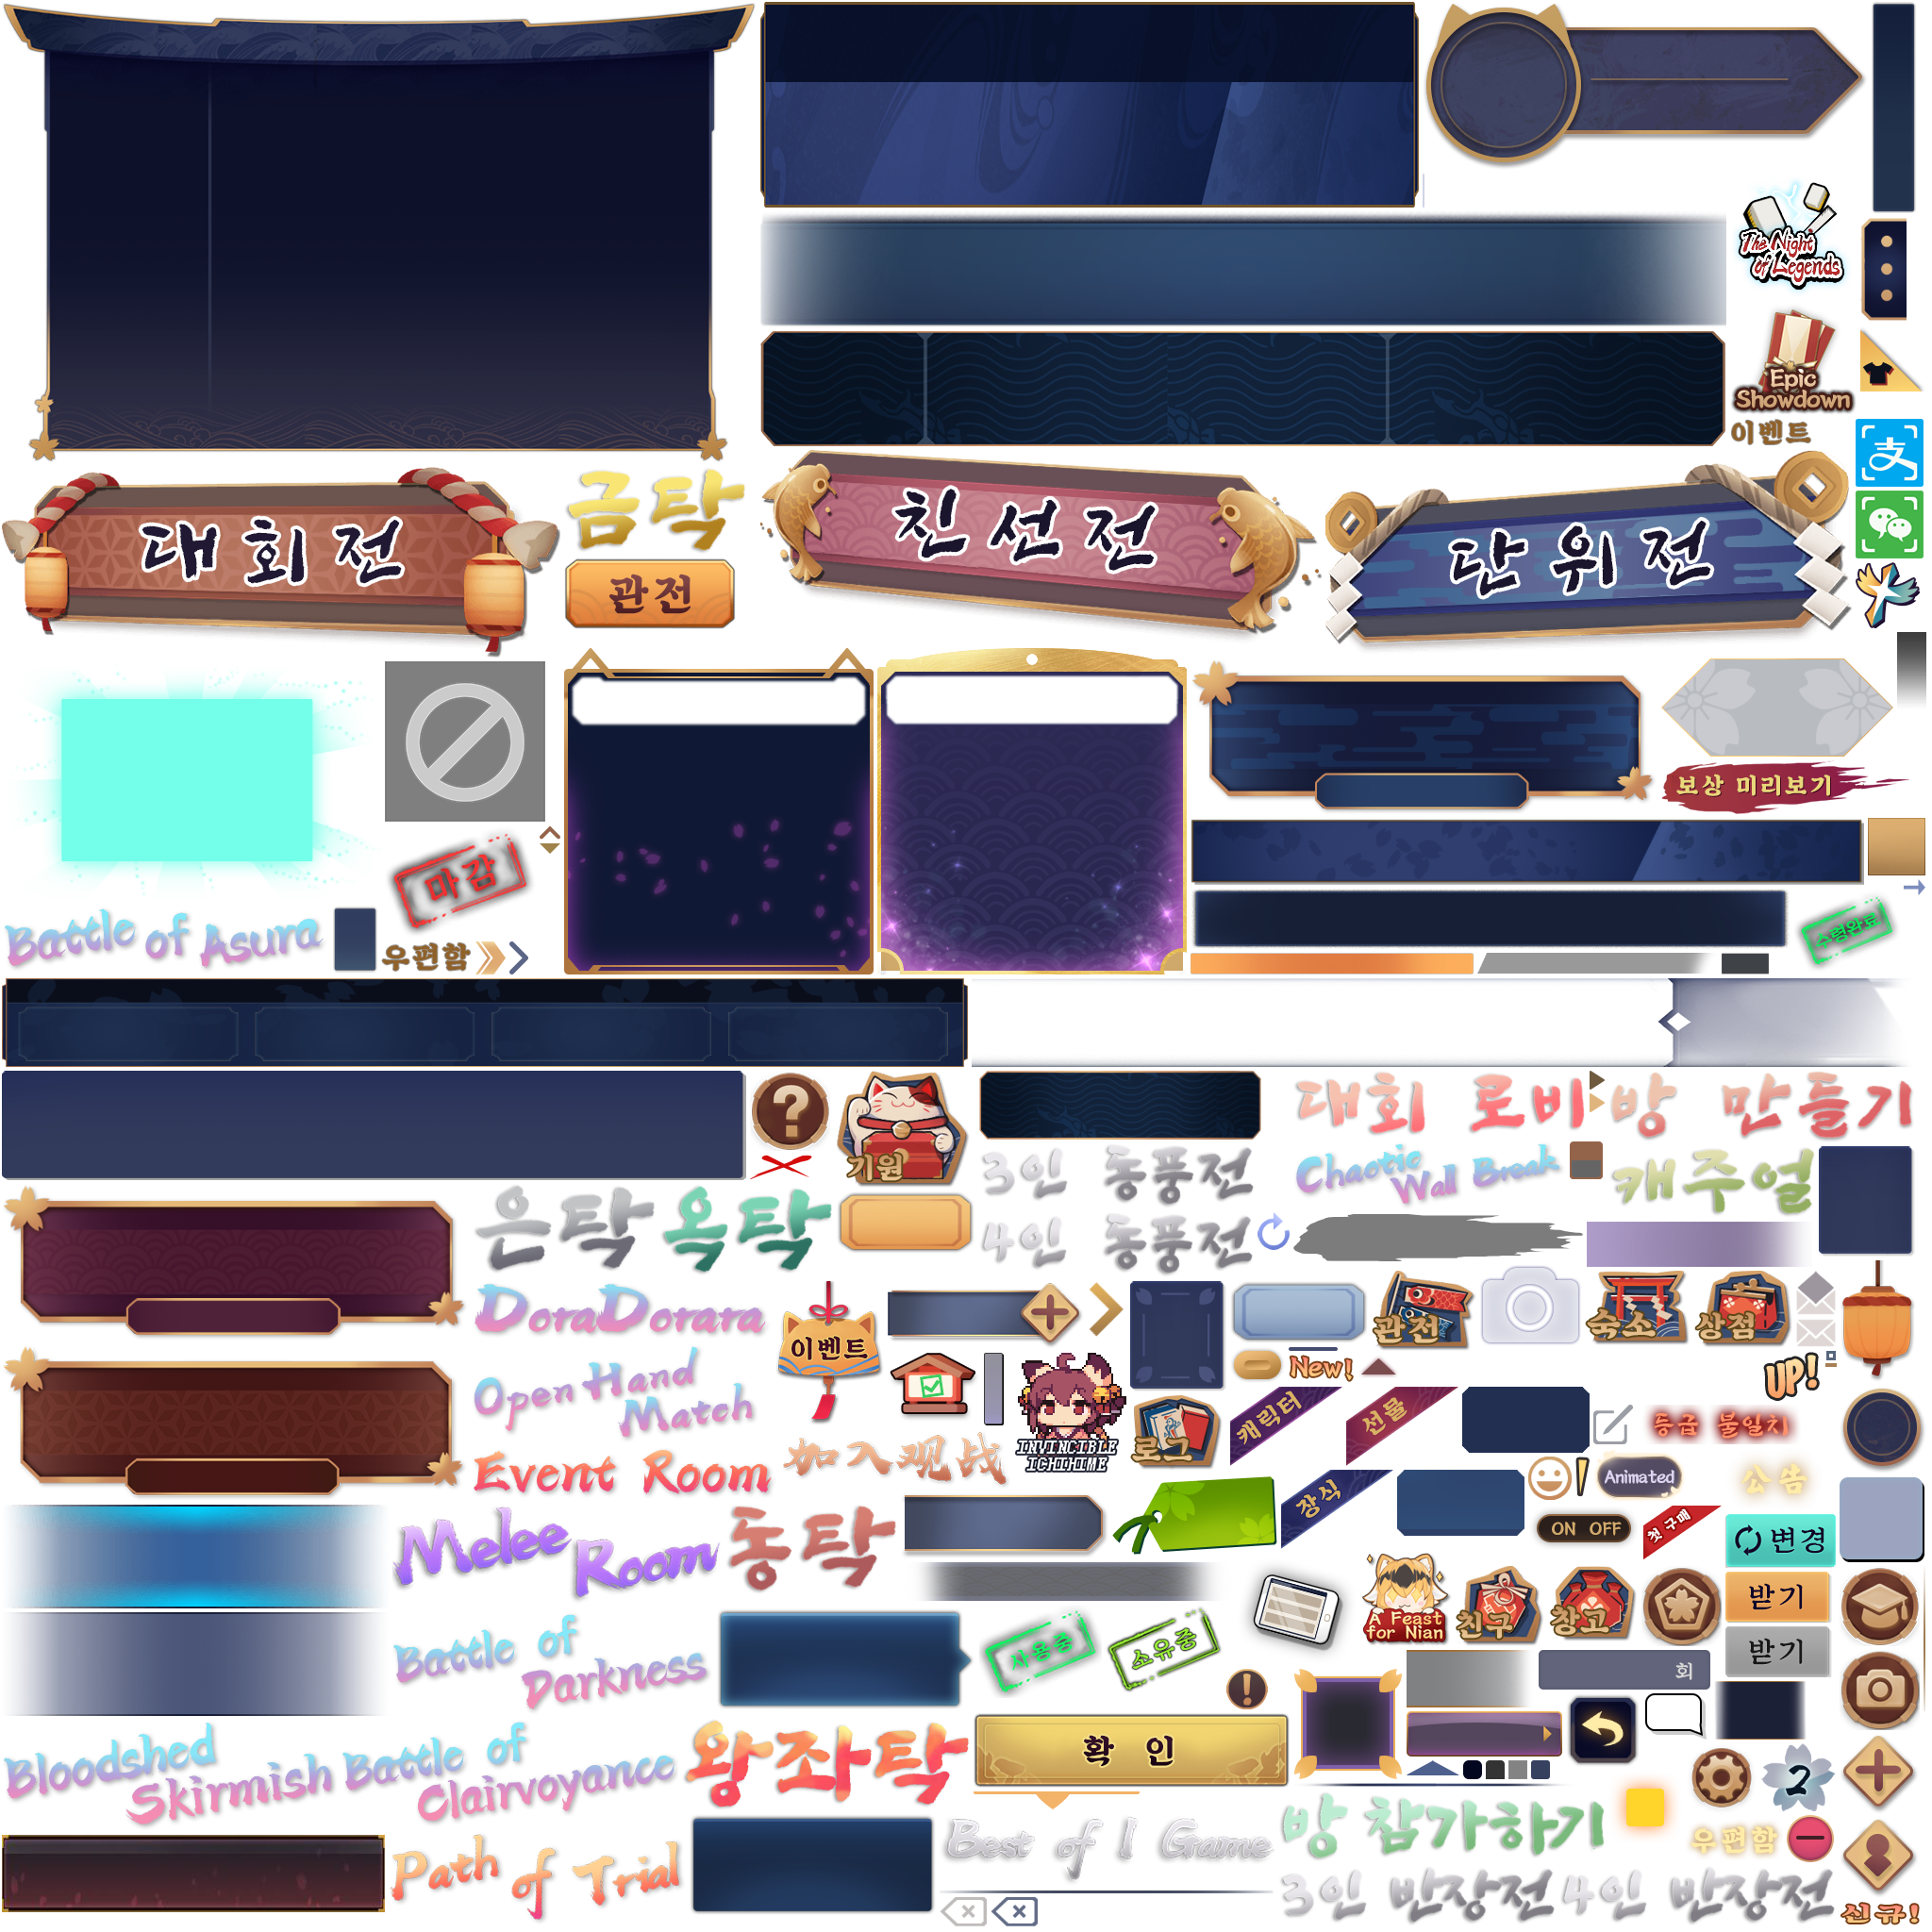 The Night
of Legends
Epic
Showdown
이벤트
대회전
금탁
관전
친선전
단위전
보상 미리보기
마감
수령완료
Battle of Asura
우편함
기원
대회 로비
방 만들기
3인 동풍전
Chaotic
Wall Break
캐주얼
은탁
옥탁
4인 동풍전
DoraDorara
이벤트
관전
숙소
상점
New!
UP!
Open Hand
Match
INVINCIBLE
ICHIHIME
로그
캐릭터
선물
등급 불일치
Event Room
加入观战
장식
Animated
公告
ON OFF
첫 구매
변경
Melee
Room
동탁
A Feast
for Nian
친구
창고
받기
받기
Battle of
Darkness
사용중
소유중
회
Bloodshed
Skirmish
Battle of
Clairvoyance
왕좌탁
확 인
2
방 참가하기
우편함
Path of Trial
Best of 1 Game
3인 반장전
4인 반장전
신규!